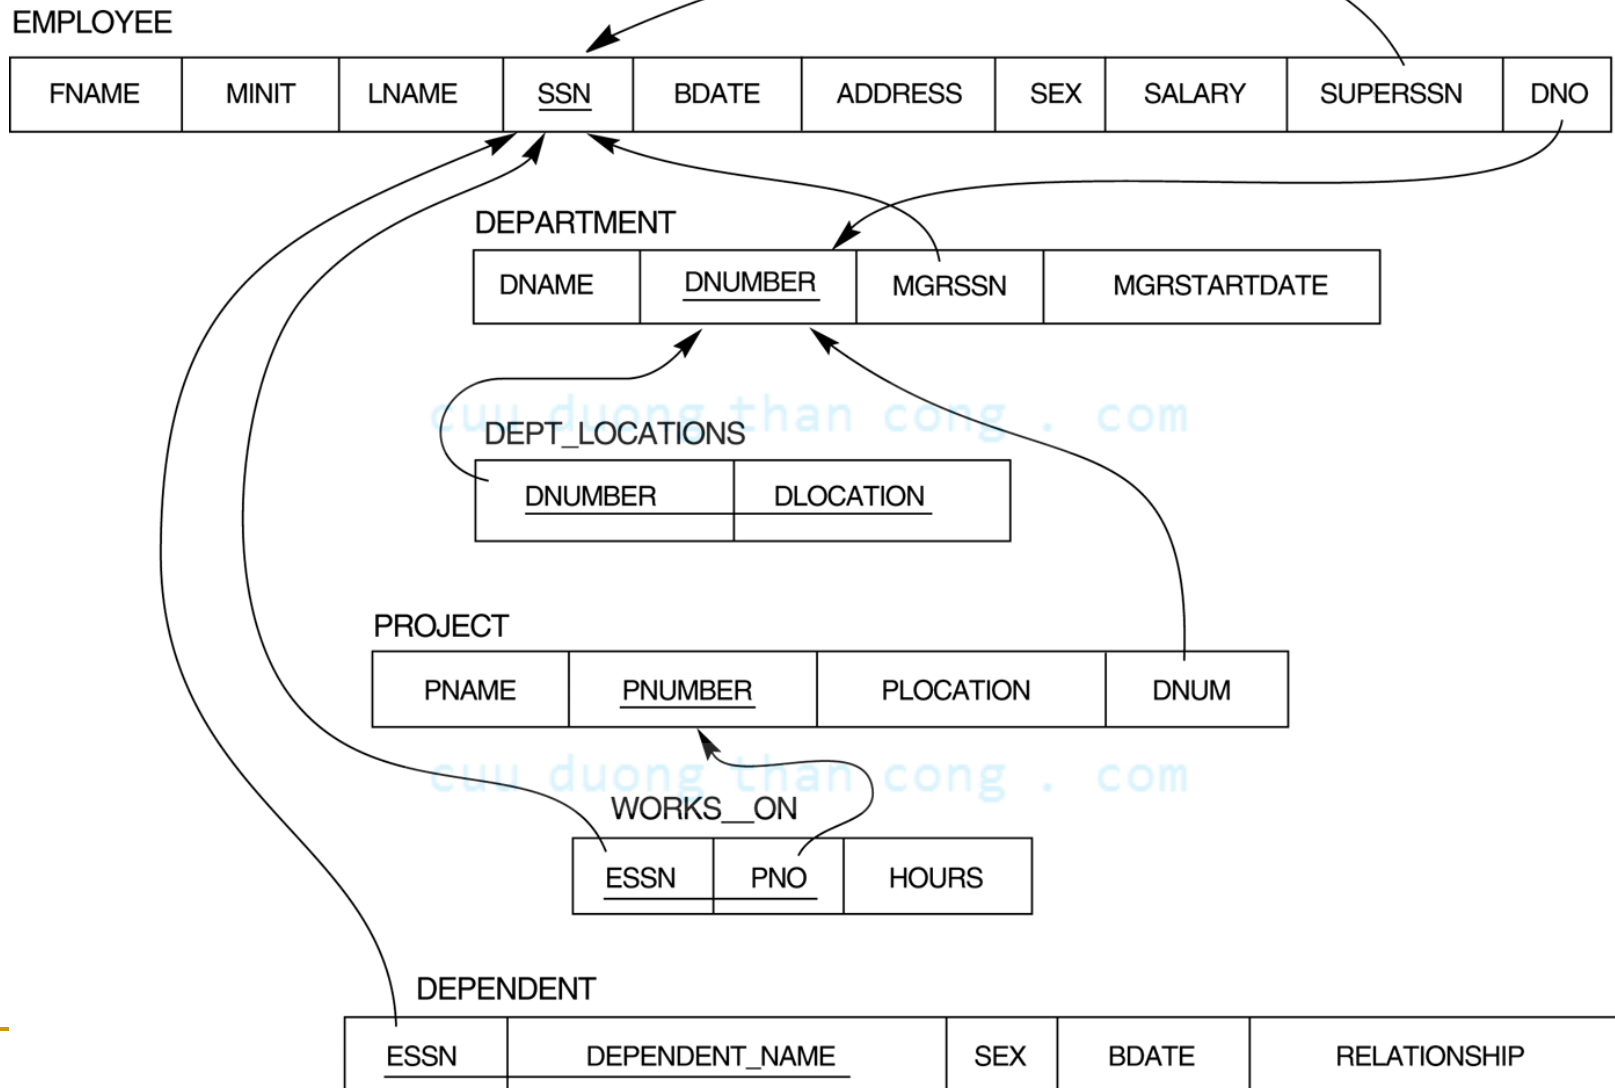 EMPLOYEE
FNAME MINIT LNAME SSN BDATE ADDRESS SEX SALARY SUPERSSN DNO
DEPARTMENT
DNAME DNUMBER MGRSSN MGRSTARTDATE
cuu duong than cong . com
DEPT_LOCATIONS
DNUMBER DLOCATION
PROJECT
PNAME PNUMBER PLOCATION DNUM
cuu duong than cong . com
WORKS__ON
ESSN PNO HOURS
DEPENDENT
ESSN DEPENDENT_NAME SEX BDATE RELATIONSHIP